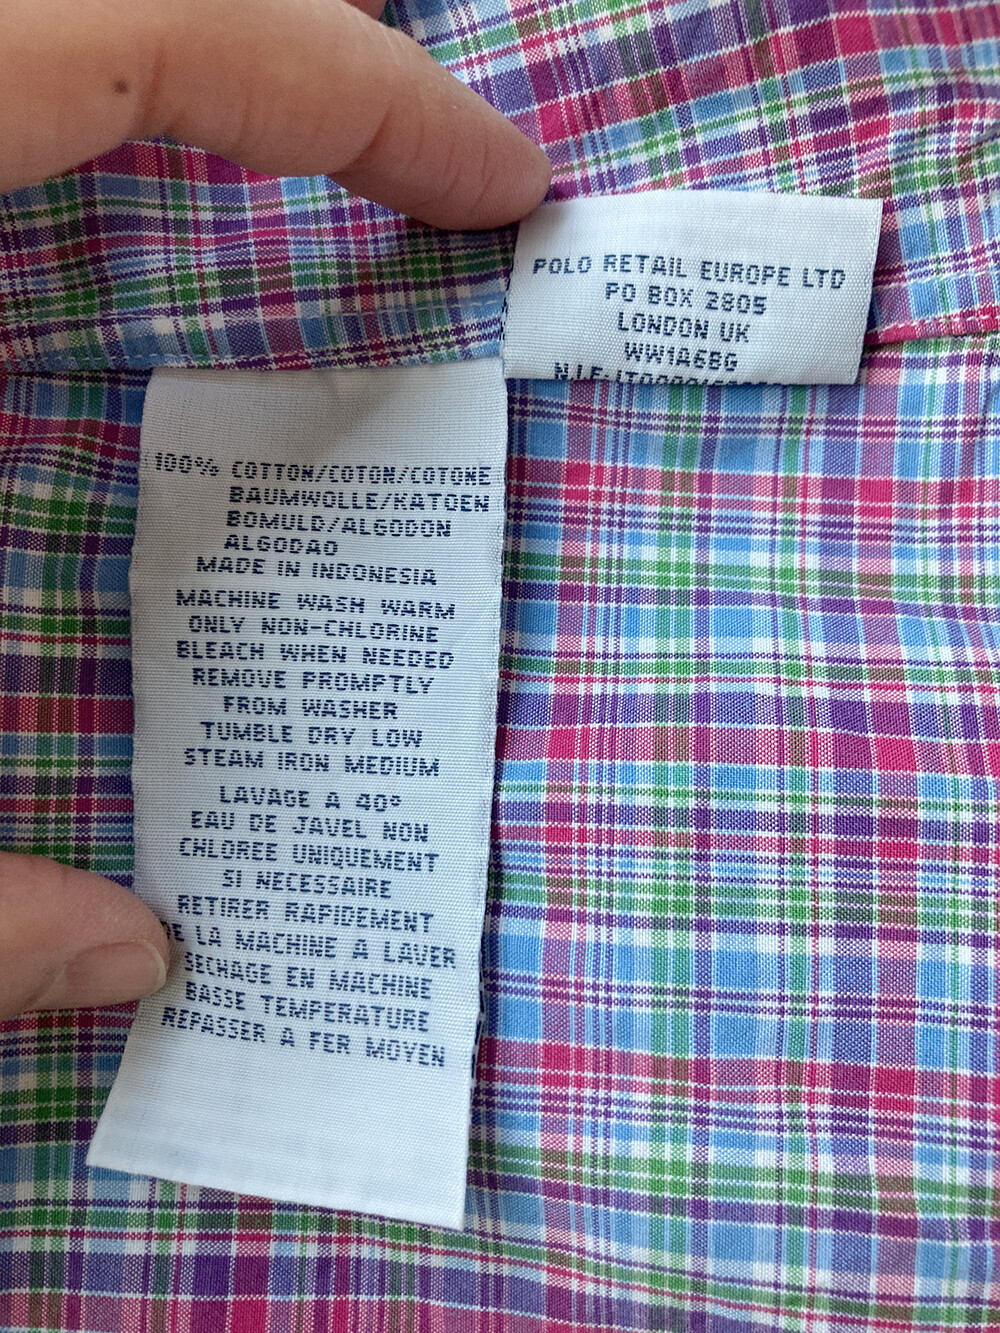 POLO RETAIL EUROPE LTD
PO BOX 2805
LONDON UK
WW1A6BG
100% COTTON/COTON/COTONE
BAUMWOLLE/KATOEN
BOMULD/ALGODON
ALGODAO
MADE IN INDONESIA
MACHINE WASH WARM
ONLY NON-CHLORINE
BLEACH WHEN NEEDED
REMOVE PROMPTLY
FROM WASHER
TUMBLE DRY LOW
STEAM IRON MEDIUM
LAVAGE A 40°
EAU DE JAVEL NON
CHLOREE UNIQUEMENT
SI NECESSAIRE
RETIRER RAPIDEMENT
DE LA MACHINE A LAVER
SECHAGE EN MACHINE
BASSE TEMPERATURE
REPASSER A FER MOYEN